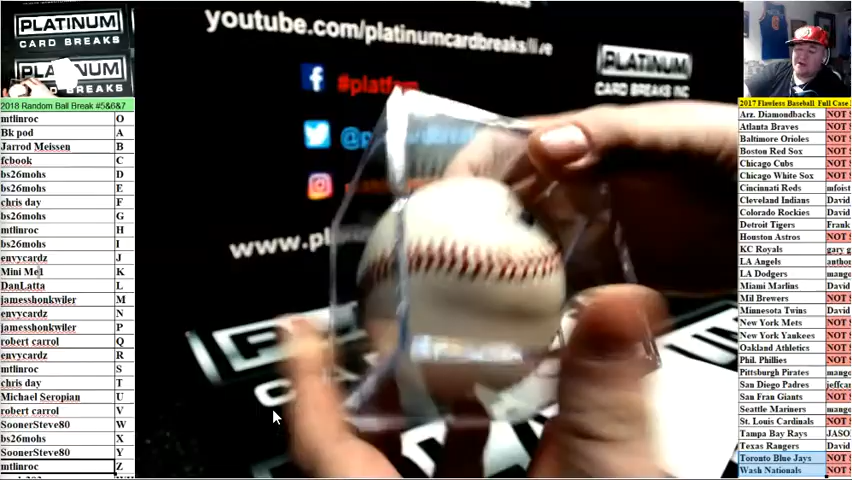 PLATINUM
CARD BREAKS
PLATINUM
CARD BREAKS
2018 Random Ball Break #5&6&7
mtlinroc O
Bk pod A
Jarrod Meissen B
fcbook C
bs26mohs D
bs26mohs E
chris day F
bs26mohs G
mtlinroc H
bs26mohs I
envycardz J
Mini Me1 K
DanLatta L
jamesshonkwiler M
envycardz N
jamesshonkwiler P
robert carrol Q
envycardz R
mtlinroc S
chris day T
Michael Seropian U
robert carrol V
SoonerSteve80 W
bs26mohs X
SoonerSteve80 Y
mtlinroc Z
youtube.com/platinumcardbreaks/live
PLATINUM
CARD BREAKS INC
2017 Flawless Baseball Full Case
Arz. Diamondbacks NOT
Atlanta Braves NOT
Baltimore Orioles NOT
Boston Red Sox NOT
Chicago Cubs NOT
Chicago White Sox NOT
Cincinnati Reds mfoist
Cleveland Indians David
Colorado Rockies David
Detroit Tigers Frank
Houston Astros NOT
KC Royals gary g
LA Angels
LA Dodgers mango
Miami Marlins David
Mil Brewers NOT
Minnesota Twins David
New York Mets NOT
New York Yankees NOT
Oakland Athletics NOT
Phil. Phillies NOT
Pittsburgh Pirates mango
San Diego Padres jeffcar
San Fran Giants NOT
Seattle Mariners mango
St. Louis Cardinals NOT
Tampa Bay Rays JASO
Texas Rangers David
Toronto Blue Jays NOT
Wash Nationals NOT